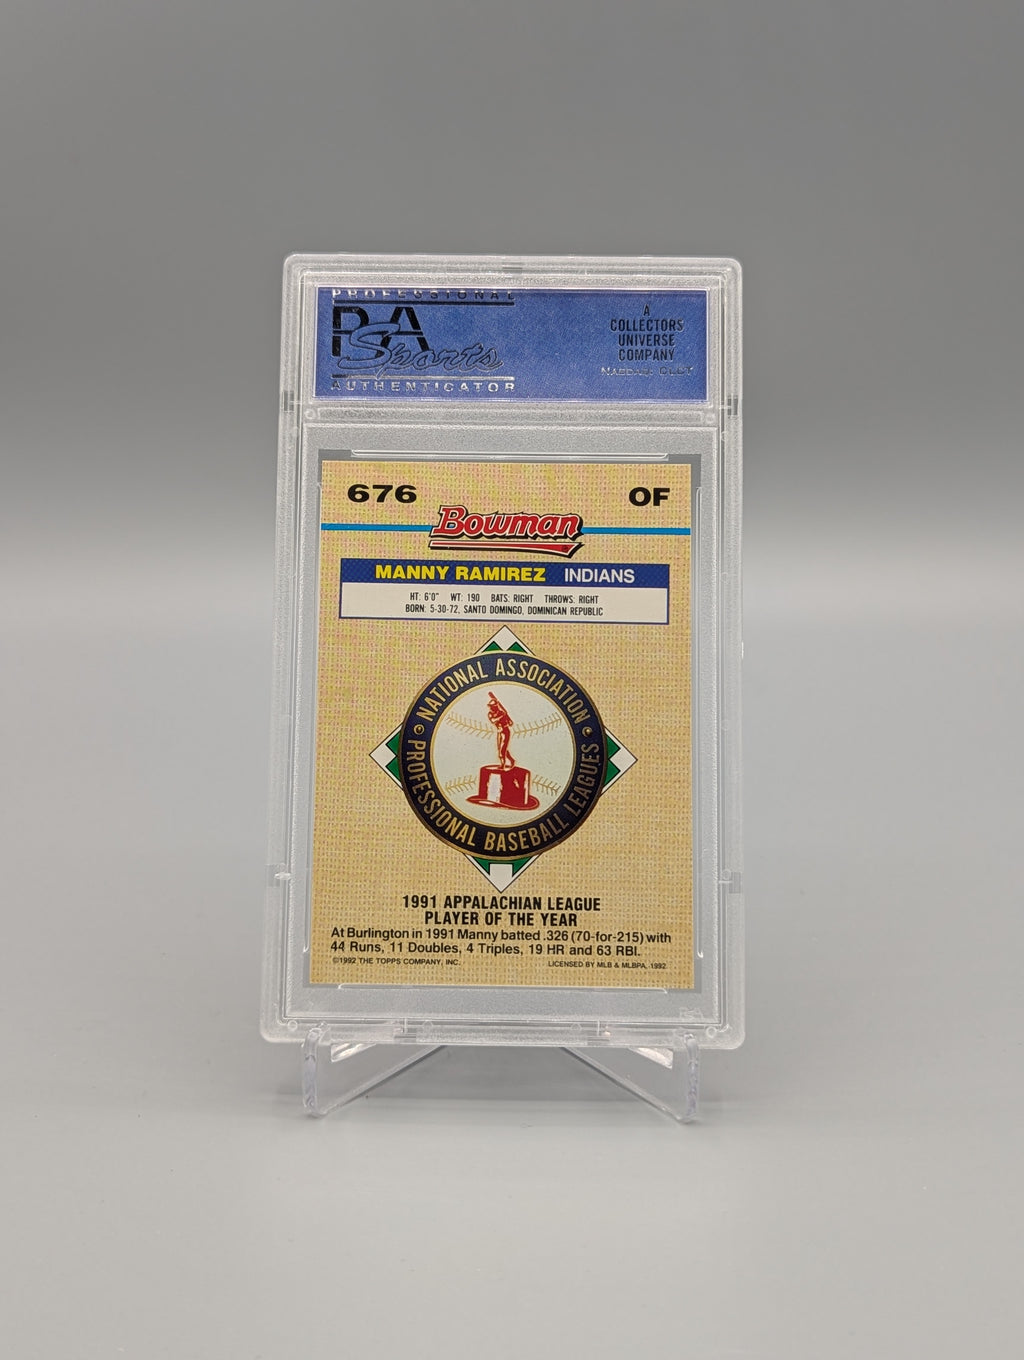 PROFESSIONAL
PSA
Sports
AUTHENTICATOR
A
COLLECTORS
UNIVERSE
COMPANY
NASDAQ: CLCT
676
OF
Bowman
MANNY RAMIREZ INDIANS
HT: 6'0" WT: 190 BATS: RIGHT THROWS: RIGHT
BORN: 5-30-72, SANTO DOMINGO, DOMINICAN REPUBLIC
NATIONAL ASSOCIATION
PROFESSIONAL BASEBALL LEAGUES
1991 APPALACHIAN LEAGUE
PLAYER OF THE YEAR
At Burlington in 1991 Manny batted .326 (70-for-215) with
44 Runs, 11 Doubles, 4 Triples, 19 HR and 63 RBI.
©1992 THE TOPPS COMPANY, INC.
LICENSED BY MLB & MLBPA, 1992